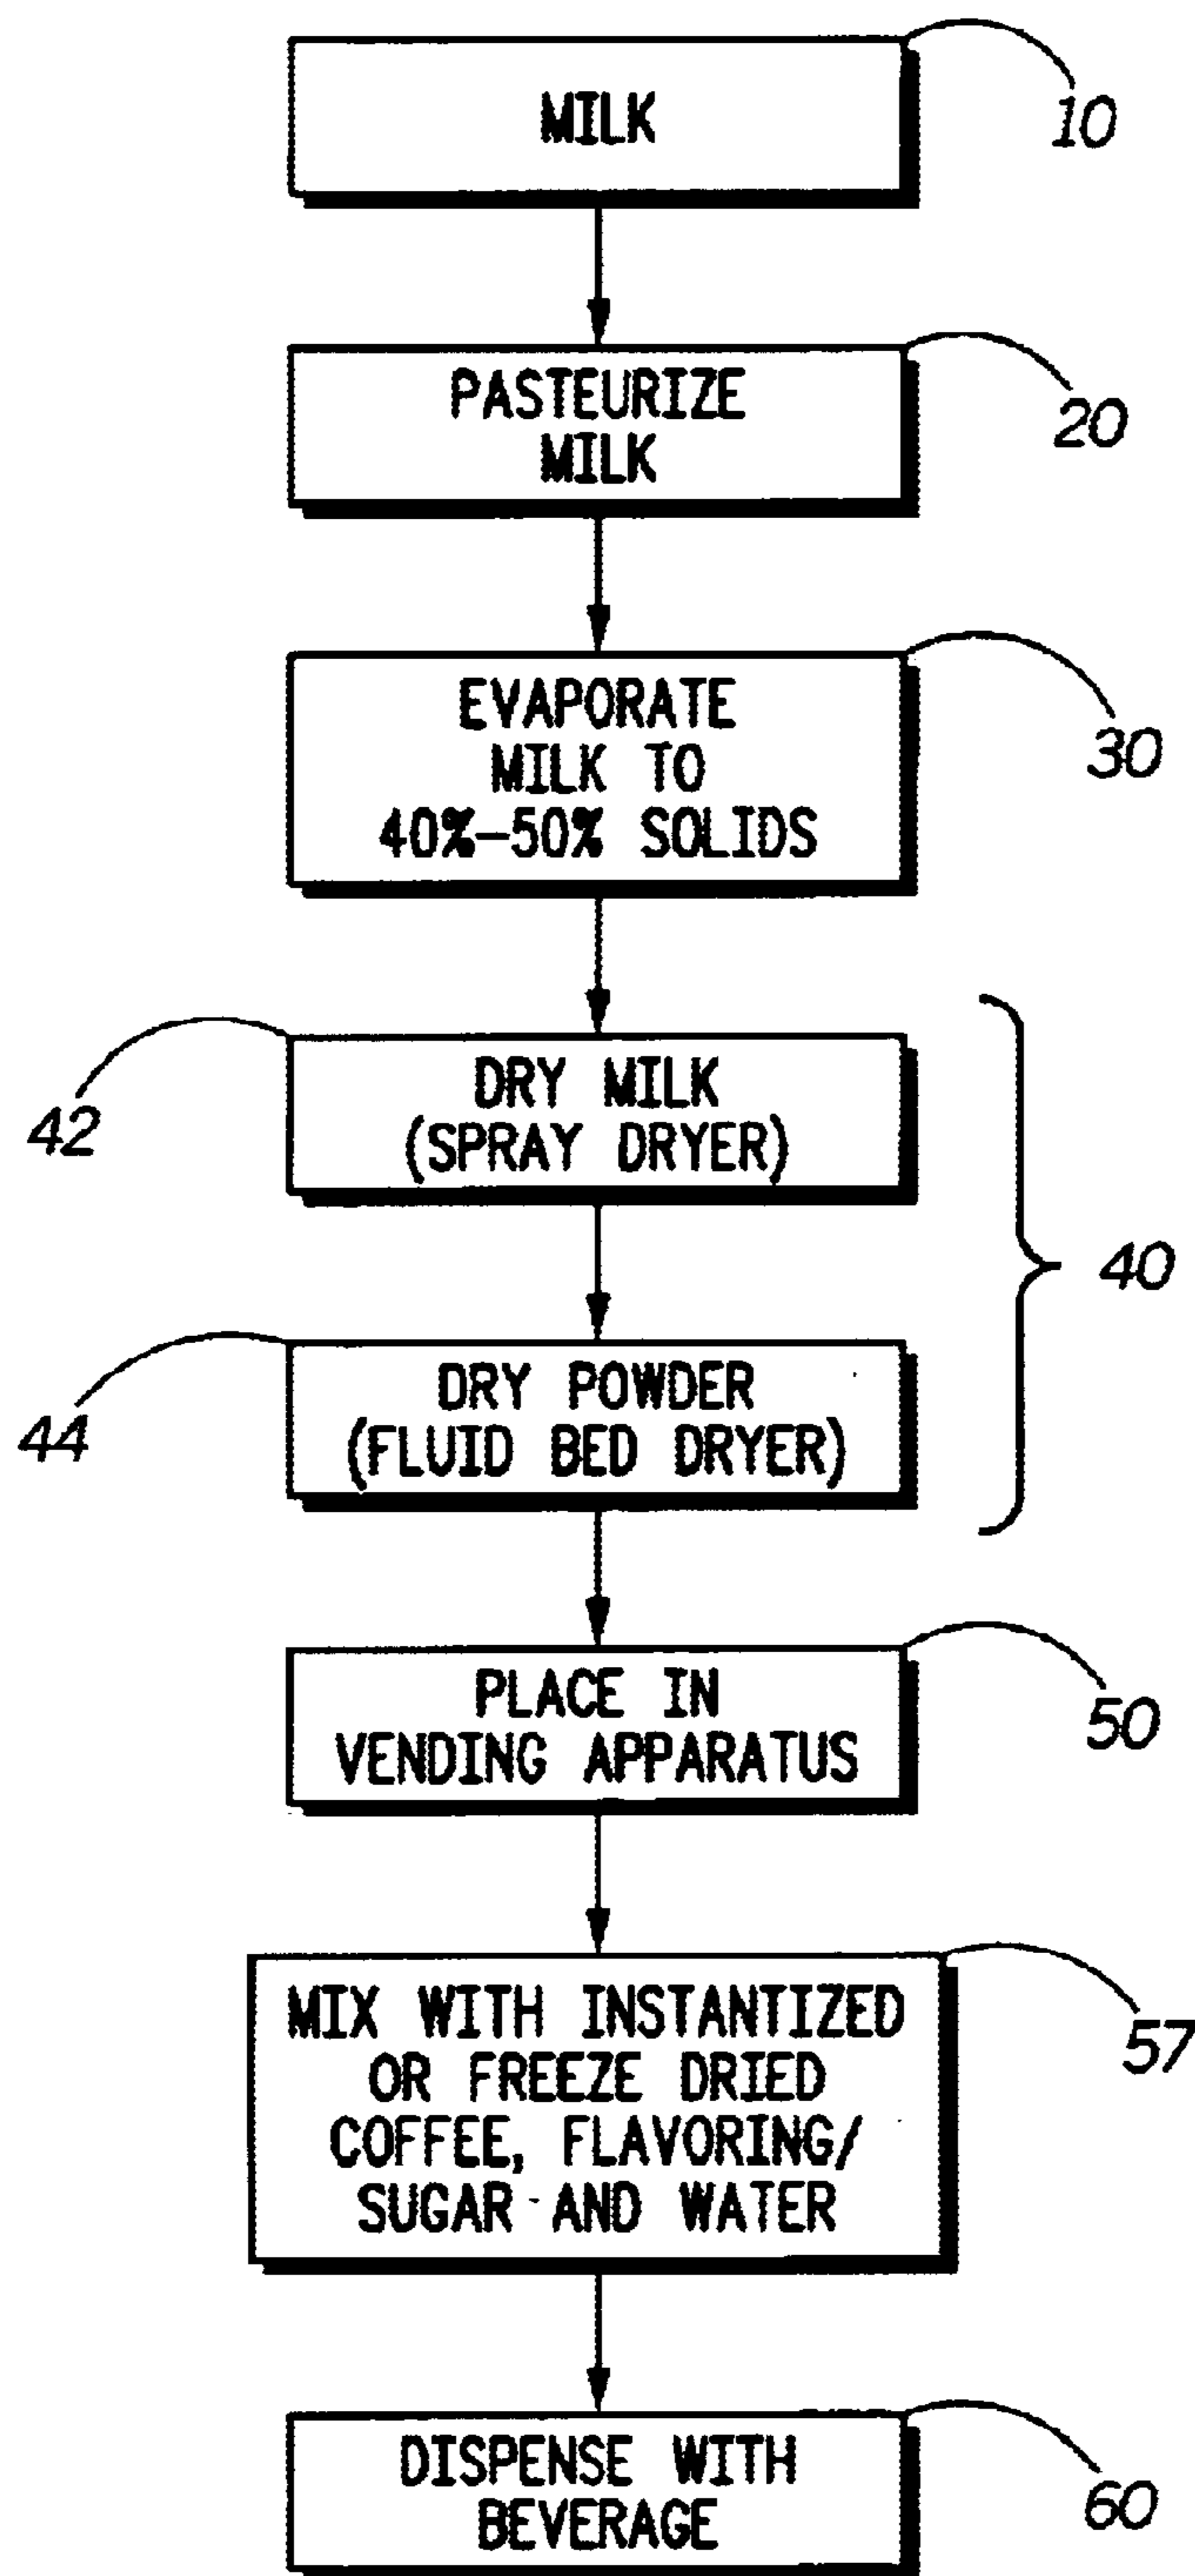 MILK
10
PASTEURIZE
MILK
20
EVAPORATE
MILK TO
40%-50% SOLIDS
30
DRY MILK
(SPRAY DRYER)
42
40
DRY POWDER
(FLUID BED DRYER)
44
PLACE IN
VENDING APPARATUS
50
MIX WITH INSTANTIZED
OR FREEZE DRIED
COFFEE, FLAVORING/
SUGAR AND WATER
57
DISPENSE WITH
BEVERAGE
60